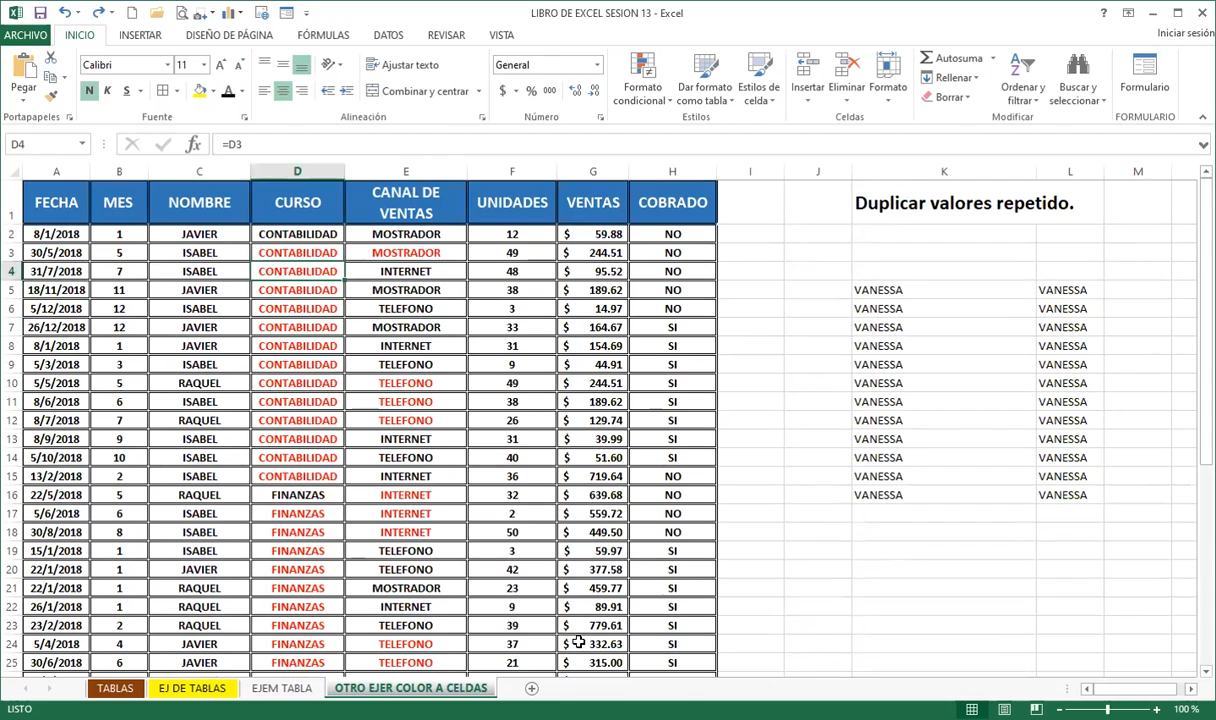 LIBRO DE EXCEL SESION 13 - Excel
ARCHIVO INICIO INSERTAR DISEÑO DE PÁGINA FÓRMULAS DATOS REVISAR VISTA Iniciar sesión
Pegar
Portapapeles
Calibri 11
N K S
Fuente
Ajustar texto
Combinar y centrar
Alineación
General
$ % 000
Número
Formato condicional
Dar formato como tabla
Estilos de celda
Estilos
Insertar Eliminar Formato
Celdas
Autosuma
Rellenar
Borrar
Ordenar y filtrar
Buscar y seleccionar
Modificar
Formulario
FORMULARIO
D4 fx =D3
A B C D E F G H I J K L M
1 FECHA MES NOMBRE CURSO CANAL DE VENTAS UNIDADES VENTAS COBRADO Duplicar valores repetido.
2 8/1/2018 1 JAVIER CONTABILIDAD MOSTRADOR 12 $ 59.88 NO
3 30/5/2018 5 ISABEL CONTABILIDAD MOSTRADOR 49 $ 244.51 NO
4 31/7/2018 7 ISABEL CONTABILIDAD INTERNET 48 $ 95.52 NO
5 18/11/2018 11 JAVIER CONTABILIDAD MOSTRADOR 38 $ 189.62 NO VANESSA VANESSA
6 5/12/2018 12 ISABEL CONTABILIDAD TELEFONO 3 $ 14.97 NO VANESSA VANESSA
7 26/12/2018 12 JAVIER CONTABILIDAD MOSTRADOR 33 $ 164.67 SI VANESSA VANESSA
8 8/1/2018 1 JAVIER CONTABILIDAD INTERNET 31 $ 154.69 SI VANESSA VANESSA
9 5/3/2018 3 ISABEL CONTABILIDAD TELEFONO 9 $ 44.91 SI VANESSA VANESSA
10 5/5/2018 5 RAQUEL CONTABILIDAD TELEFONO 49 $ 244.51 SI VANESSA VANESSA
11 8/6/2018 6 ISABEL CONTABILIDAD TELEFONO 38 $ 189.62 SI VANESSA VANESSA
12 8/7/2018 7 RAQUEL CONTABILIDAD TELEFONO 26 $ 129.74 SI VANESSA VANESSA
13 8/9/2018 9 ISABEL CONTABILIDAD INTERNET 31 $ 39.99 SI VANESSA VANESSA
14 5/10/2018 10 ISABEL CONTABILIDAD TELEFONO 40 $ 51.60 SI VANESSA VANESSA
15 13/2/2018 2 ISABEL CONTABILIDAD INTERNET 36 $ 719.64 NO VANESSA VANESSA
16 22/5/2018 5 RAQUEL FINANZAS INTERNET 32 $ 639.68 NO VANESSA VANESSA
17 5/6/2018 6 ISABEL FINANZAS INTERNET 2 $ 559.72 NO
18 30/8/2018 8 ISABEL FINANZAS INTERNET 50 $ 449.50 NO
19 15/1/2018 1 ISABEL FINANZAS TELEFONO 3 $ 59.97 SI
20 22/1/2018 1 JAVIER FINANZAS TELEFONO 42 $ 377.58 SI
21 22/1/2018 1 RAQUEL FINANZAS MOSTRADOR 23 $ 459.77 SI
22 26/1/2018 1 RAQUEL FINANZAS INTERNET 9 $ 89.91 SI
23 23/2/2018 2 RAQUEL FINANZAS TELEFONO 39 $ 779.61 SI
24 5/4/2018 4 JAVIER FINANZAS TELEFONO 37 $ 332.63 SI
25 30/6/2018 6 JAVIER FINANZAS TELEFONO 21 $ 315.00 SI
TABLAS EJ DE TABLAS EJEM TABLA OTRO EJER COLOR A CELDAS
LISTO 100 %